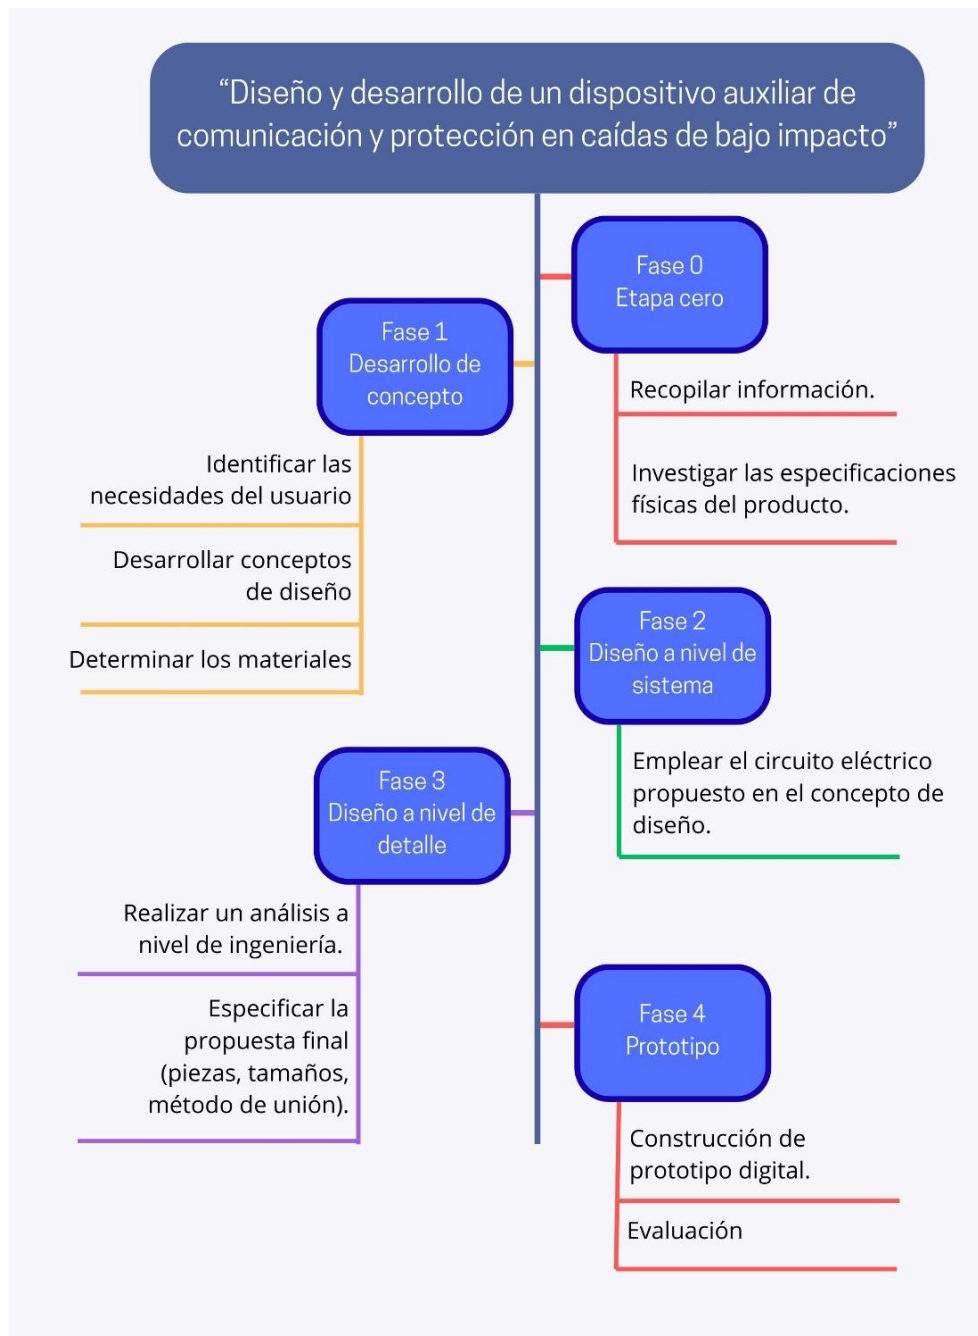 “Diseño y desarrollo de un dispositivo auxiliar de
comunicación y protección en caídas de bajo impacto”
Fase 0
Etapa cero
Recopilar información.
Investigar las especificaciones
físicas del producto.
Fase 1
Desarrollo de
concepto
Identificar las
necesidades del usuario
Desarrollar conceptos
de diseño
Determinar los materiales
Fase 2
Diseño a nivel de
sistema
Emplear el circuito eléctrico
propuesto en el concepto de
diseño.
Fase 3
Diseño a nivel de
detalle
Realizar un análisis a
nivel de ingeniería.
Especificar la
propuesta final
(piezas, tamaños,
método de unión).
Fase 4
Prototipo
Construcción de
prototipo digital.
Evaluación